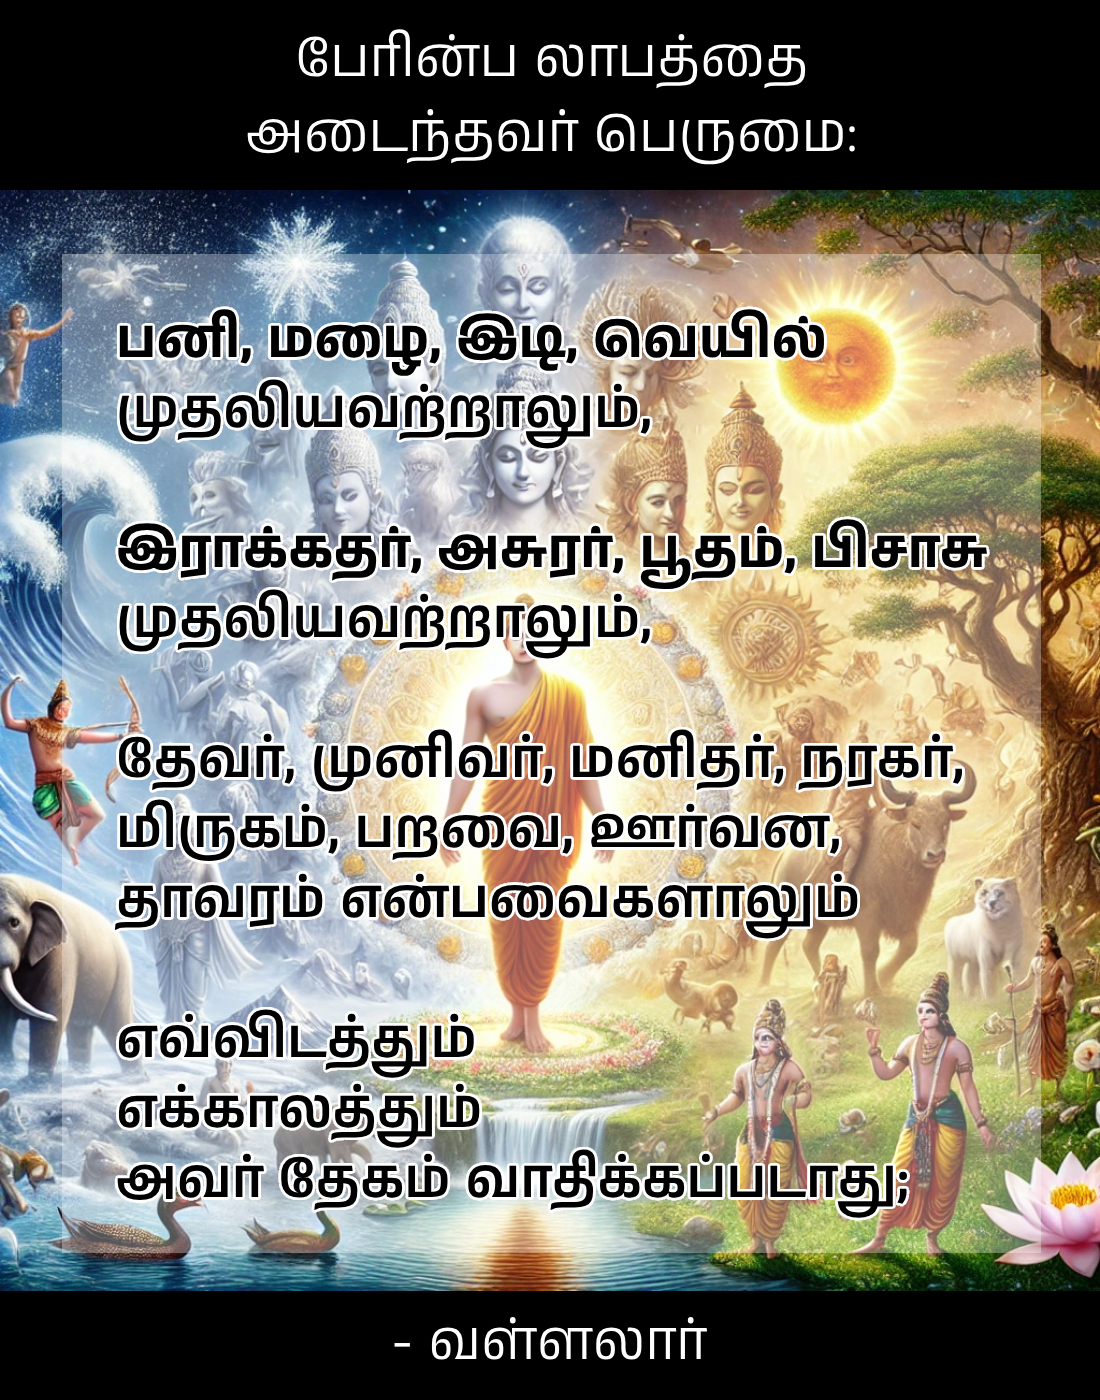 பேரின்ப லாபத்தை
அடைந்தவர் பெருமை:
பனி, மழை, இடி, வெயில்
முதலியவற்றாலும்,
இராக்கதர், அசுரர், பூதம், பிசாசு
முதலியவற்றாலும்,
தேவர், முனிவர், மனிதர், நரகர்,
மிருகம், பறவை, ஊர்வன,
தாவரம் என்பவைகளாலும்
எவ்விடத்தும்
எக்காலத்தும்
அவர் தேகம் வாதிக்கப்படாது;
- வள்ளலார்